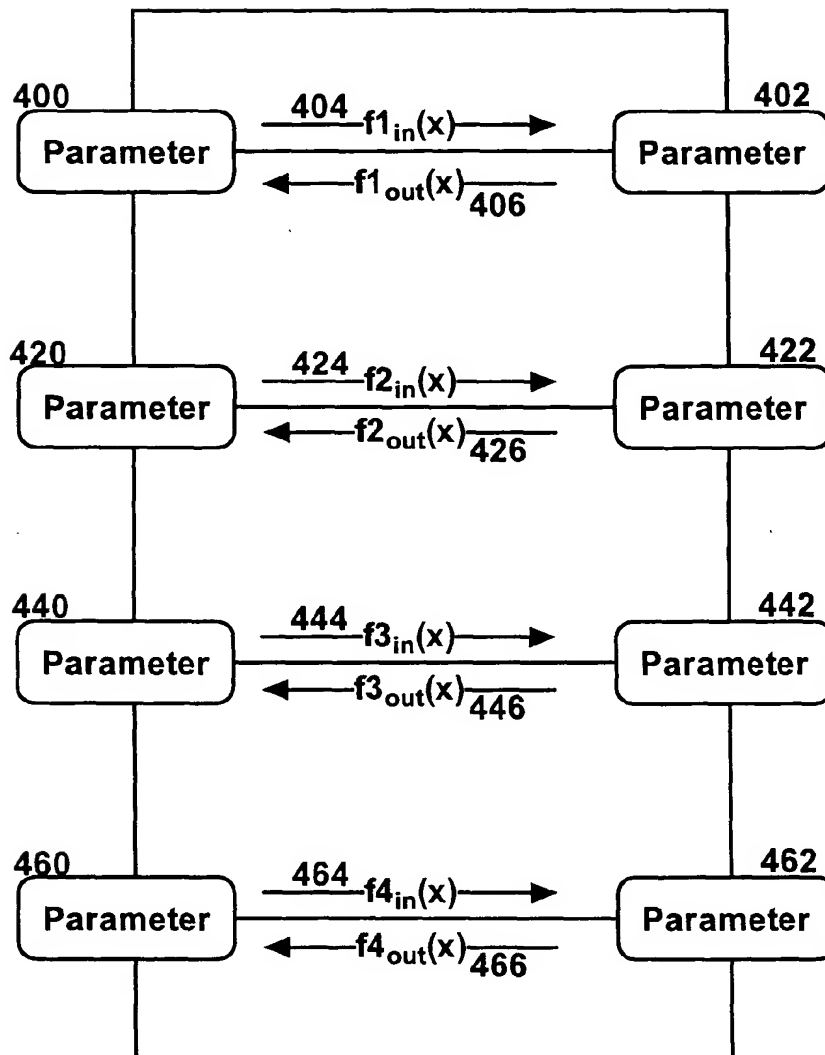 400 404 f1in(x) 402
Parameter Parameter
f1out(x) 406
420 424 f2in(x) 422
Parameter Parameter
f2out(x) 426
440 444 f3in(x) 442
Parameter Parameter
f3out(x) 446
460 464 f4in(x) 462
Parameter Parameter
f4out(x) 466